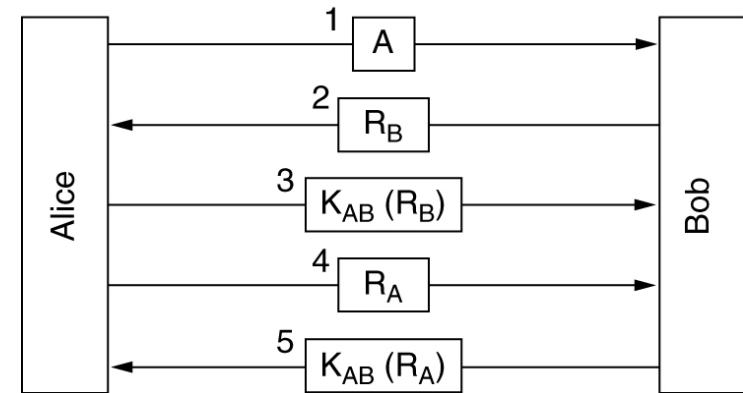 Alice
1
A
2
R_B
3
K_AB (R_B)
4
R_A
5
K_AB (R_A)
Bob